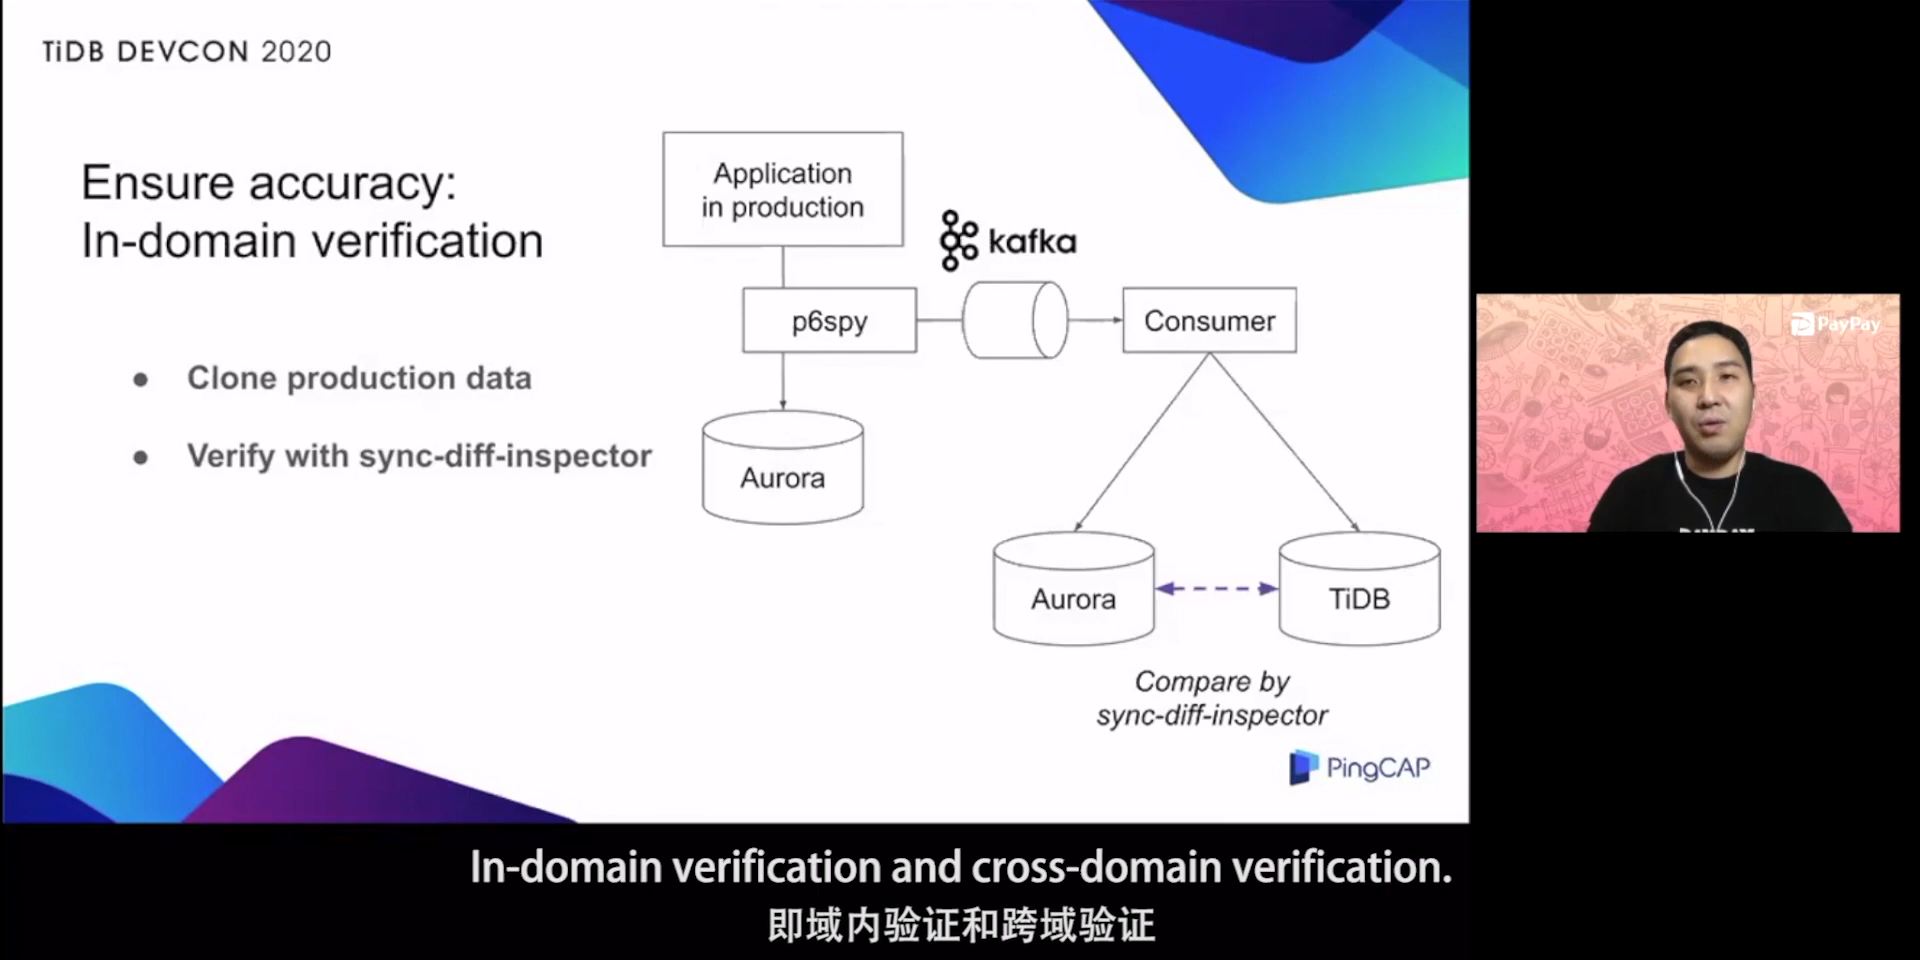 TiDB DEVCON 2020
Ensure accuracy:
In-domain verification
● Clone production data
● Verify with sync-diff-inspector
Application
in production
kafka
p6spy
Consumer
Aurora
Aurora
TiDB
Compare by
sync-diff-inspector
PingCAP
PayPay
In-domain verification and cross-domain verification.
即域内验证和跨域验证